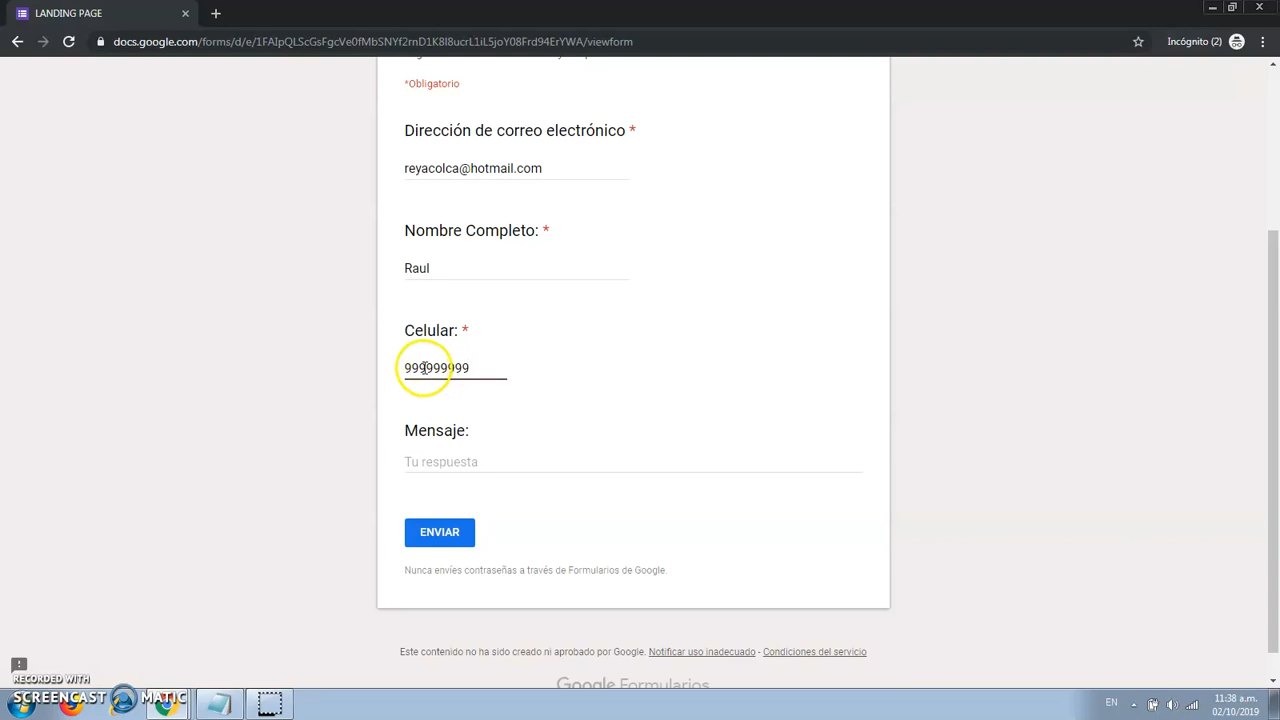 LANDING PAGE
docs.google.com/forms/d/e/1FAIpQLScGsFgcVe0fMbSNYf2rnD1K8I8ucrL1iL5joY08Frd94ErYWA/viewform
Incógnito (2)
*Obligatorio
Dirección de correo electrónico *
reyacolca@hotmail.com
Nombre Completo: *
Raul
Celular: *
999999999
Mensaje:
Tu respuesta
ENVIAR
Nunca envíes contraseñas a través de Formularios de Google.
Este contenido no ha sido creado ni aprobado por Google. Notificar uso inadecuado - Condiciones del servicio
Google Formularios
RECORDED WITH
SCREENCAST MATIC
EN
11:38 a.m.
02/10/2019